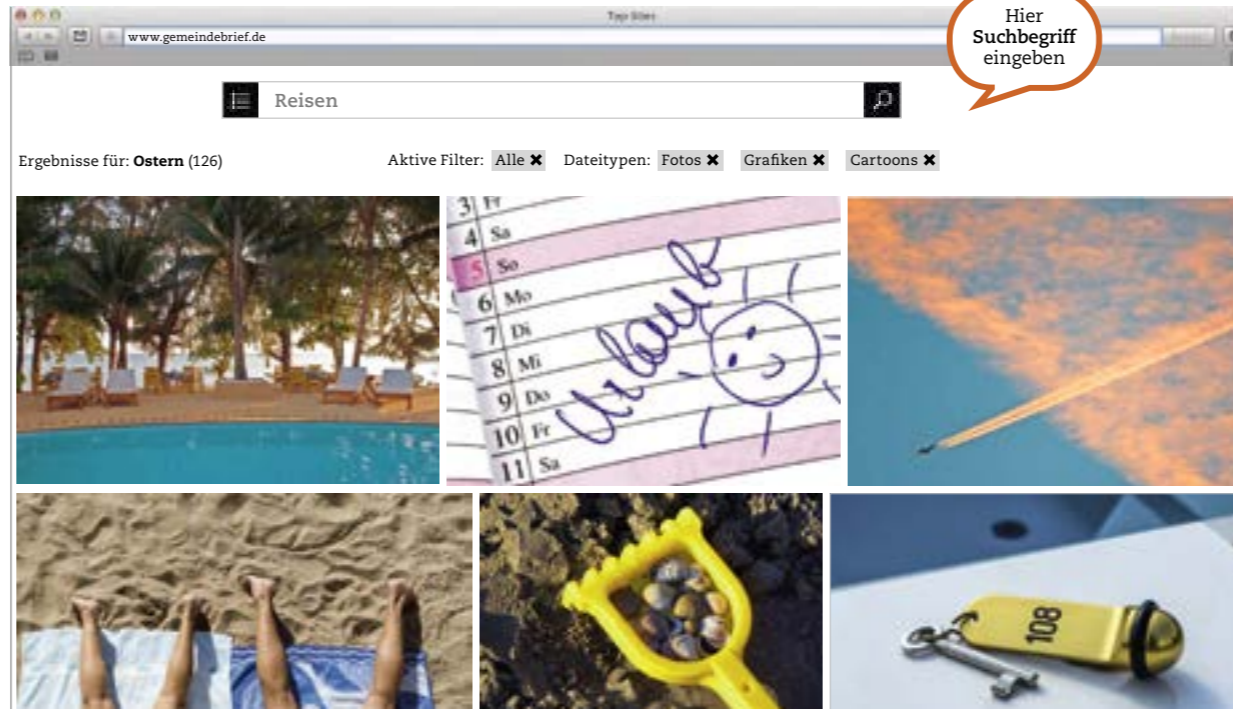 Top Sites
www.gemeindebrief.de
Hier
Suchbegriff
eingeben
Reisen
Ergebnisse für: Ostern (126)
Aktive Filter: Alle ✖ Dateitypen: Fotos ✖ Grafiken ✖ Cartoons ✖
3 Fr
4 Sa
5 So
6 Mo
7 Di
8 Mi
9 Do
10 Fr
11 Sa
Urlaub
108